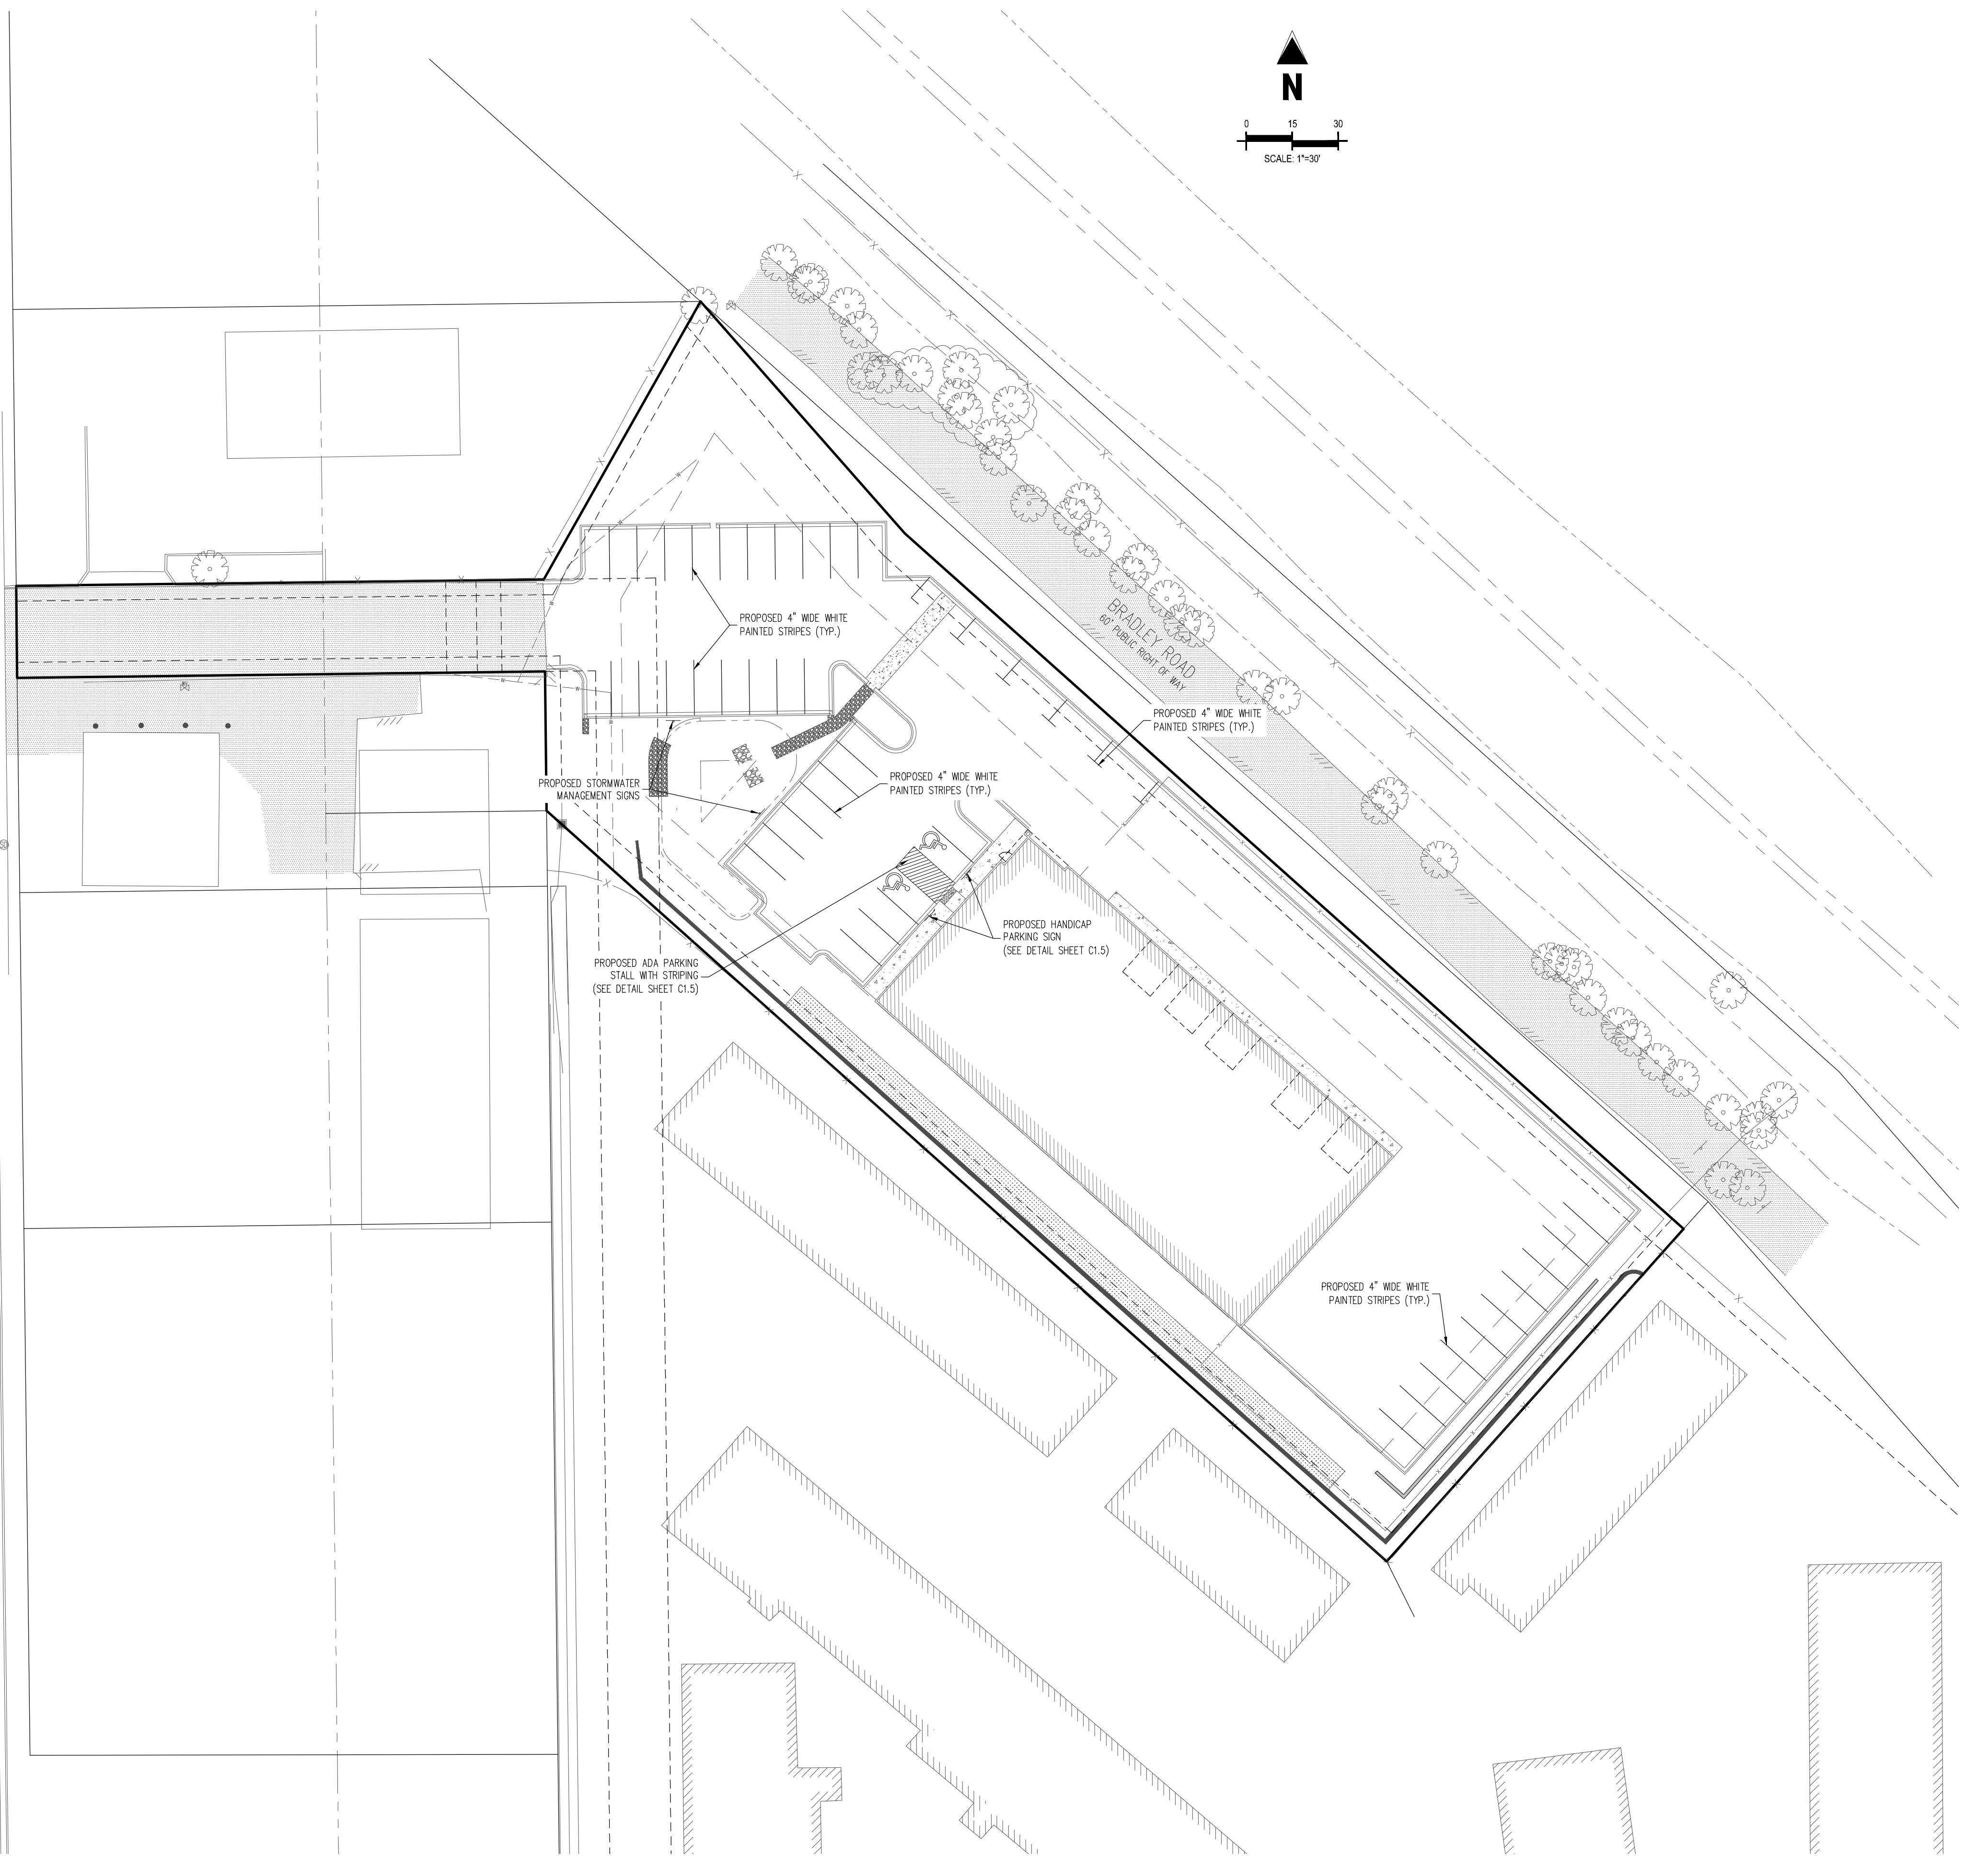 N
0 15 30
SCALE: 1"=30'
BRADLEY ROAD
60' PUBLIC RIGHT OF WAY
PROPOSED 4" WIDE WHITE
PAINTED STRIPES (TYP.)
PROPOSED 4" WIDE WHITE
PAINTED STRIPES (TYP.)
PROPOSED STORMWATER
MANAGEMENT SIGNS
PROPOSED 4" WIDE WHITE
PAINTED STRIPES (TYP.)
PROPOSED HANDICAP
PARKING SIGN
(SEE DETAIL SHEET C1.5)
PROPOSED ADA PARKING
STALL WITH STRIPING
(SEE DETAIL SHEET C1.5)
PROPOSED 4" WIDE WHITE
PAINTED STRIPES (TYP.)